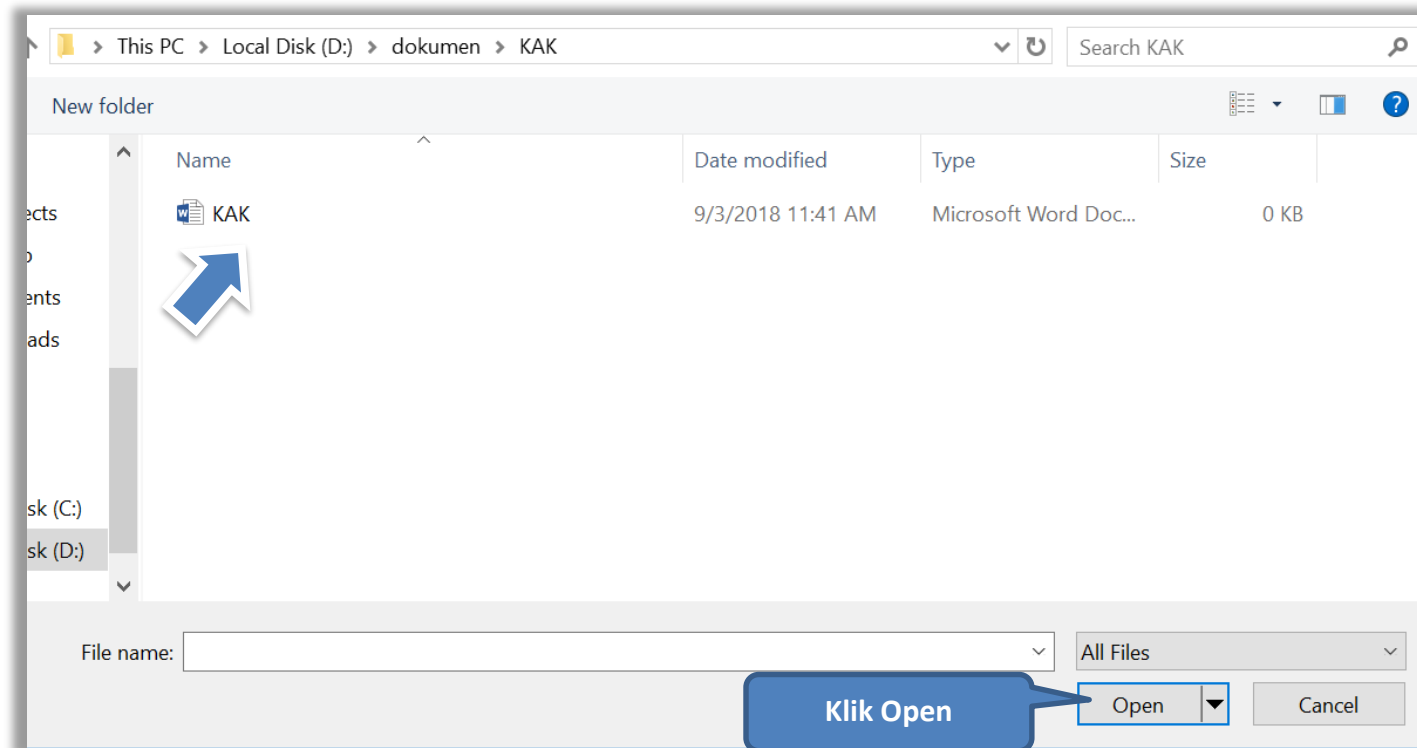 This PC > Local Disk (D:) > dokumen > KAK
Search KAK
New folder
Name Date modified Type Size
ects
KAK 9/3/2018 11:41 AM Microsoft Word Doc... 0 KB
ents
ads
sk (C:)
sk (D:)
File name:
All Files
Klik Open
Open
Cancel